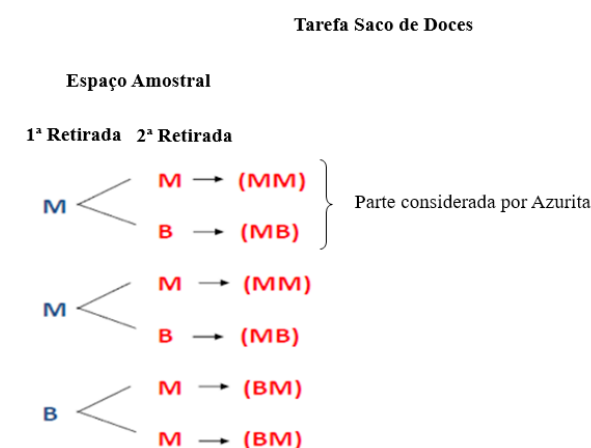 Tarefa Saco de Doces
Espaço Amostral
1ª Retirada 2ª Retirada
M → (MM)
M
B → (MB)
Parte considerada por Azurita
M → (MM)
M
B → (MB)
M → (BM)
B
M → (BM)